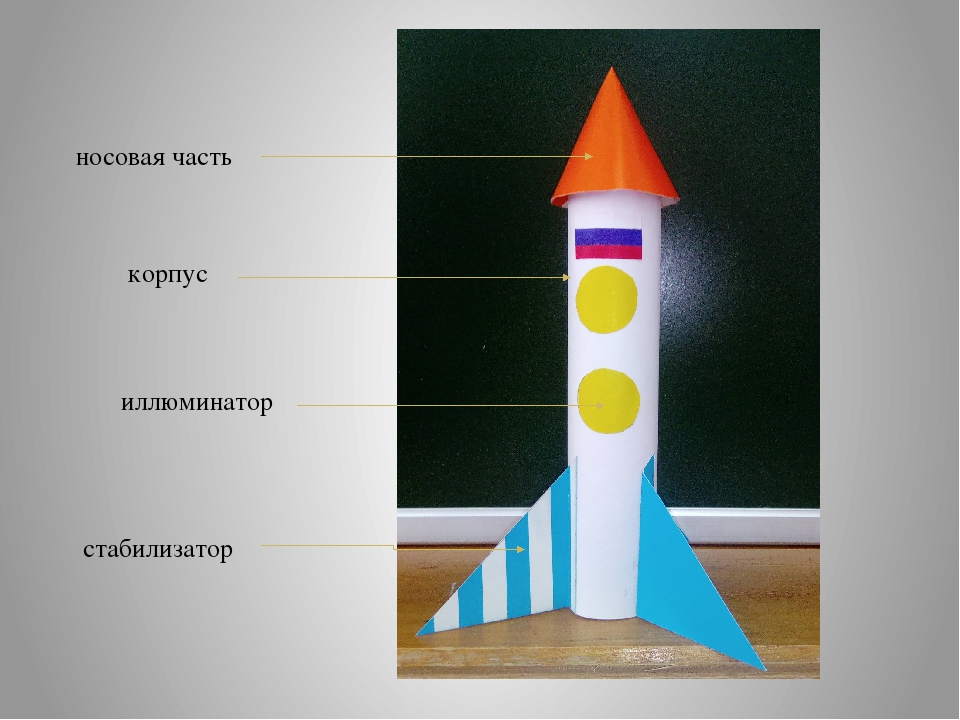 носовая часть
корпус
иллюминатор
стабилизатор